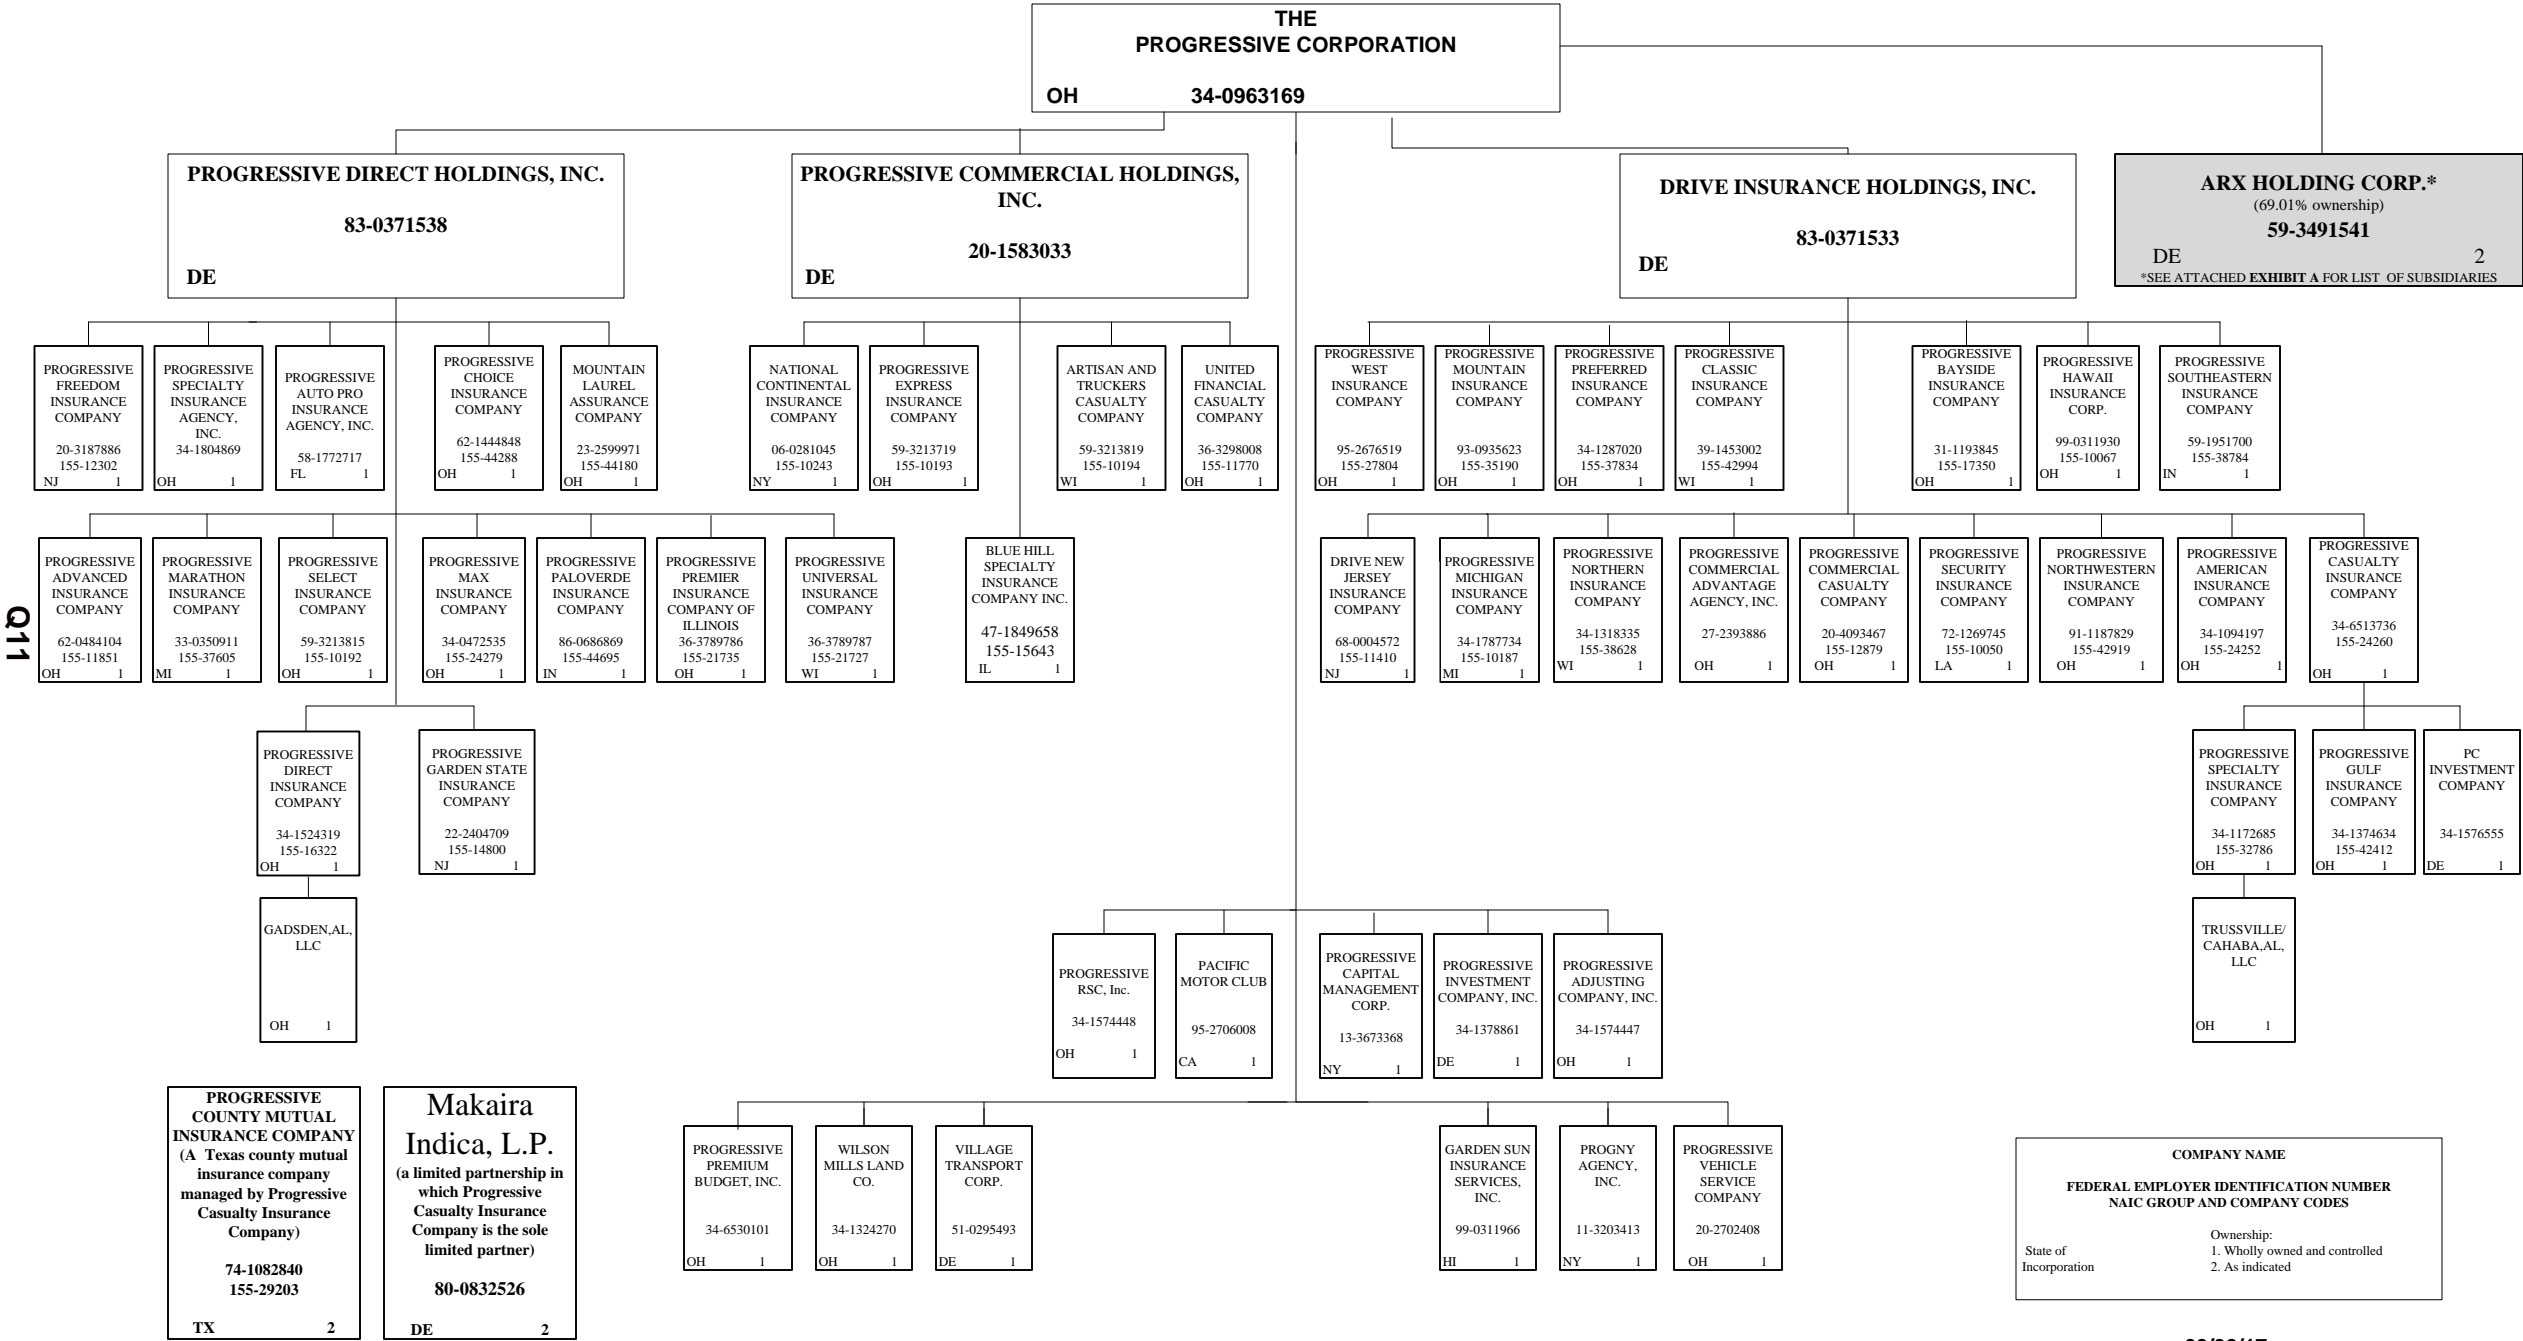 THE
PROGRESSIVE CORPORATION
OH 34-0963169
PROGRESSIVE DIRECT HOLDINGS, INC.
83-0371538
DE
PROGRESSIVE COMMERCIAL HOLDINGS,
INC.
20-1583033
DE
DRIVE INSURANCE HOLDINGS, INC.
83-0371533
DE
ARX HOLDING CORP.*
(69.01% ownership)
59-3491541
DE 2
*SEE ATTACHED EXHIBIT A FOR LIST OF SUBSIDIARIES
PROGRESSIVE
FREEDOM
INSURANCE
COMPANY
20-3187886
155-12302
NJ 1
PROGRESSIVE
SPECIALTY
INSURANCE
AGENCY,
INC.
34-1804869
OH 1
PROGRESSIVE
AUTO PRO
INSURANCE
AGENCY, INC.
58-1772717
FL 1
PROGRESSIVE
CHOICE
INSURANCE
COMPANY
62-1444848
155-44288
OH 1
MOUNTAIN
LAUREL
ASSURANCE
COMPANY
23-2599971
155-44180
OH 1
NATIONAL
CONTINENTAL
INSURANCE
COMPANY
06-0281045
155-10243
NY 1
PROGRESSIVE
EXPRESS
INSURANCE
COMPANY
59-3213719
155-10193
OH 1
ARTISAN AND
TRUCKERS
CASUALTY
COMPANY
59-3213819
155-10194
WI 1
UNITED
FINANCIAL
CASUALTY
COMPANY
36-3298008
155-11770
OH 1
PROGRESSIVE
WEST
INSURANCE
COMPANY
95-2676519
155-27804
OH 1
PROGRESSIVE
MOUNTAIN
INSURANCE
COMPANY
93-0935623
155-35190
OH 1
PROGRESSIVE
PREFERRED
INSURANCE
COMPANY
34-1287020
155-37834
OH 1
PROGRESSIVE
CLASSIC
INSURANCE
COMPANY
39-1453002
155-42994
WI 1
PROGRESSIVE
BAYSIDE
INSURANCE
COMPANY
31-1193845
155-17350
OH 1
PROGRESSIVE
HAWAII
INSURANCE
CORP.
99-0311930
155-10067
OH 1
PROGRESSIVE
SOUTHEASTERN
INSURANCE
COMPANY
59-1951700
155-38784
IN 1
Q11
PROGRESSIVE
ADVANCED
INSURANCE
COMPANY
62-0484104
155-11851
OH 1
PROGRESSIVE
MARATHON
INSURANCE
COMPANY
33-0350911
155-37605
MI 1
PROGRESSIVE
SELECT
INSURANCE
COMPANY
59-3213815
155-10192
OH 1
PROGRESSIVE
MAX
INSURANCE
COMPANY
34-0472535
155-24279
OH 1
PROGRESSIVE
PALOVERDE
INSURANCE
COMPANY
86-0686869
155-44695
IN 1
PROGRESSIVE
PREMIER
INSURANCE
COMPANY OF
ILLINOIS
36-3789786
155-21735
OH 1
PROGRESSIVE
UNIVERSAL
INSURANCE
COMPANY
36-3789787
155-21727
WI 1
BLUE HILL
SPECIALTY
INSURANCE
COMPANY INC.
47-1849658
155-15643
IL 1
DRIVE NEW
JERSEY
INSURANCE
COMPANY
68-0004572
155-11410
NJ 1
PROGRESSIVE
MICHIGAN
INSURANCE
COMPANY
34-1787734
155-10187
MI 1
PROGRESSIVE
NORTHERN
INSURANCE
COMPANY
34-1318335
155-38628
WI 1
PROGRESSIVE
COMMERCIAL
ADVANTAGE
AGENCY, INC.
27-2393886
OH 1
PROGRESSIVE
COMMERCIAL
CASUALTY
COMPANY
20-4093467
155-12879
OH 1
PROGRESSIVE
SECURITY
INSURANCE
COMPANY
72-1269745
155-10050
LA 1
PROGRESSIVE
NORTHWESTERN
INSURANCE
COMPANY
91-1187829
155-42919
OH 1
PROGRESSIVE
AMERICAN
INSURANCE
COMPANY
34-1094197
155-24252
OH 1
PROGRESSIVE
CASUALTY
INSURANCE
COMPANY
34-6513736
155-24260
OH 1
PROGRESSIVE
DIRECT
INSURANCE
COMPANY
34-1524319
155-16322
OH 1
PROGRESSIVE
GARDEN STATE
INSURANCE
COMPANY
22-2404709
155-14800
NJ 1
PROGRESSIVE
SPECIALTY
INSURANCE
COMPANY
34-1172685
155-32786
OH 1
PROGRESSIVE
GULF
INSURANCE
COMPANY
34-1374634
155-42412
OH 1
PC
INVESTMENT
COMPANY
34-1576555
DE 1
GADSDEN,AL,
LLC
OH 1
PROGRESSIVE
RSC, Inc.
34-1574448
OH 1
PACIFIC
MOTOR CLUB
95-2706008
CA 1
PROGRESSIVE
CAPITAL
MANAGEMENT
CORP.
13-3673368
NY 1
PROGRESSIVE
INVESTMENT
COMPANY, INC.
34-1378861
DE 1
PROGRESSIVE
ADJUSTING
COMPANY, INC.
34-1574447
OH 1
TRUSSVILLE/
CAHABA,AL,
LLC
OH 1
PROGRESSIVE
COUNTY MUTUAL
INSURANCE COMPANY
(A Texas county mutual
insurance company
managed by Progressive
Casualty Insurance
Company)
74-1082840
155-29203
TX 2
Makaira
Indica, L.P.
(a limited partnership in
which Progressive
Casualty Insurance
Company is the sole
limited partner)
80-0832526
DE 2
PROGRESSIVE
PREMIUM
BUDGET, INC.
34-6530101
OH 1
WILSON
MILLS LAND
CO.
34-1324270
OH 1
VILLAGE
TRANSPORT
CORP.
51-0295493
DE 1
GARDEN SUN
INSURANCE
SERVICES,
INC.
99-0311966
HI 1
PROGNY
AGENCY,
INC.
11-3203413
NY 1
PROGRESSIVE
VEHICLE
SERVICE
COMPANY
20-2702408
OH 1
COMPANY NAME
FEDERAL EMPLOYER IDENTIFICATION NUMBER
NAIC GROUP AND COMPANY CODES
Ownership:
State of 1. Wholly owned and controlled
Incorporation 2. As indicated